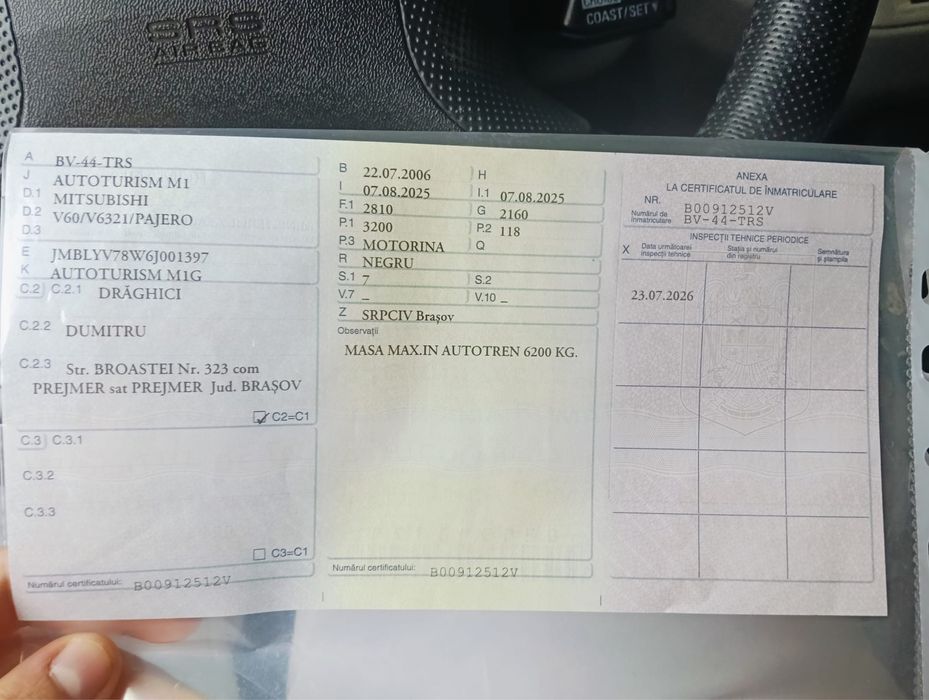 SRS
AIRBAG
COAST/SET
A BV-44-TRS
J AUTOTURISM M1
D.1 MITSUBISHI
D.2 V60/V6321/PAJERO
D.3
E JMBLYV78W6J001397
K AUTOTURISM M1G
C.2 C.2.1 DRĂGHICI
C.2.2 DUMITRU
C.2.3 Str. BROASTEI Nr. 323 com
PREJMER sat PREJMER Jud. BRAȘOV
C2=C1
C.3 C.3.1
C.3.2
C.3.3
C3=C1
Numărul certificatului: B00912512V
B 22.07.2006 H
I 07.08.2025 I.1 07.08.2025
F.1 2810 G 2160
P.1 3200 P.2 118
P.3 MOTORINA Q
R NEGRU
S.1 7 S.2
V.7 – V.10 –
Z SRPCIV Brașov
Observații
MASA MAX.IN AUTOTREN 6200 KG.
Numărul certificatului: B00912512V
ANEXA
LA CERTIFICATUL DE ÎNMATRICULARE
NR. B00912512V
Numărul de
înmatriculare BV-44-TRS
INSPECȚII TEHNICE PERIODICE
X Data următoarei
inspecții tehnice
Stația și numărul
din registru
Semnătura
și ștampila
23.07.2026